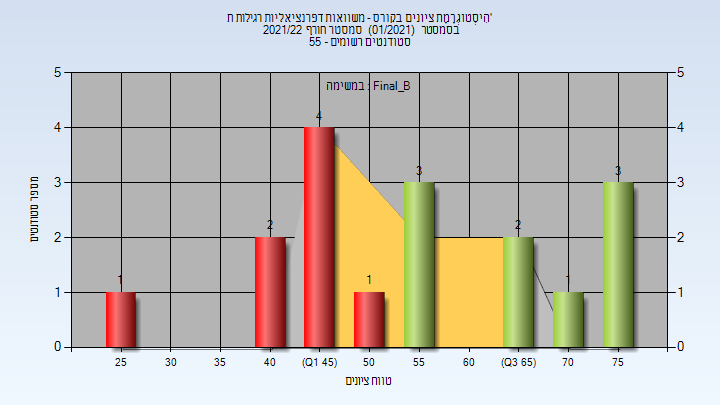 היסטוגרמת ציונים בקורס - משוואות דפרנציאליות רגילות ת'
בסמסטר (01/2021) סמסטר חורף 2021/22
סטודנטים רשומים - 55
במשימה : Final_B
מספר סטודנטים
5 5
4 4
3 3
2 2
1 1
0 0
1 2 4 1 3 2 1 3
25 30 35 40 (Q1 45) 50 55 60 (Q3 65) 70 75
טווח ציונים